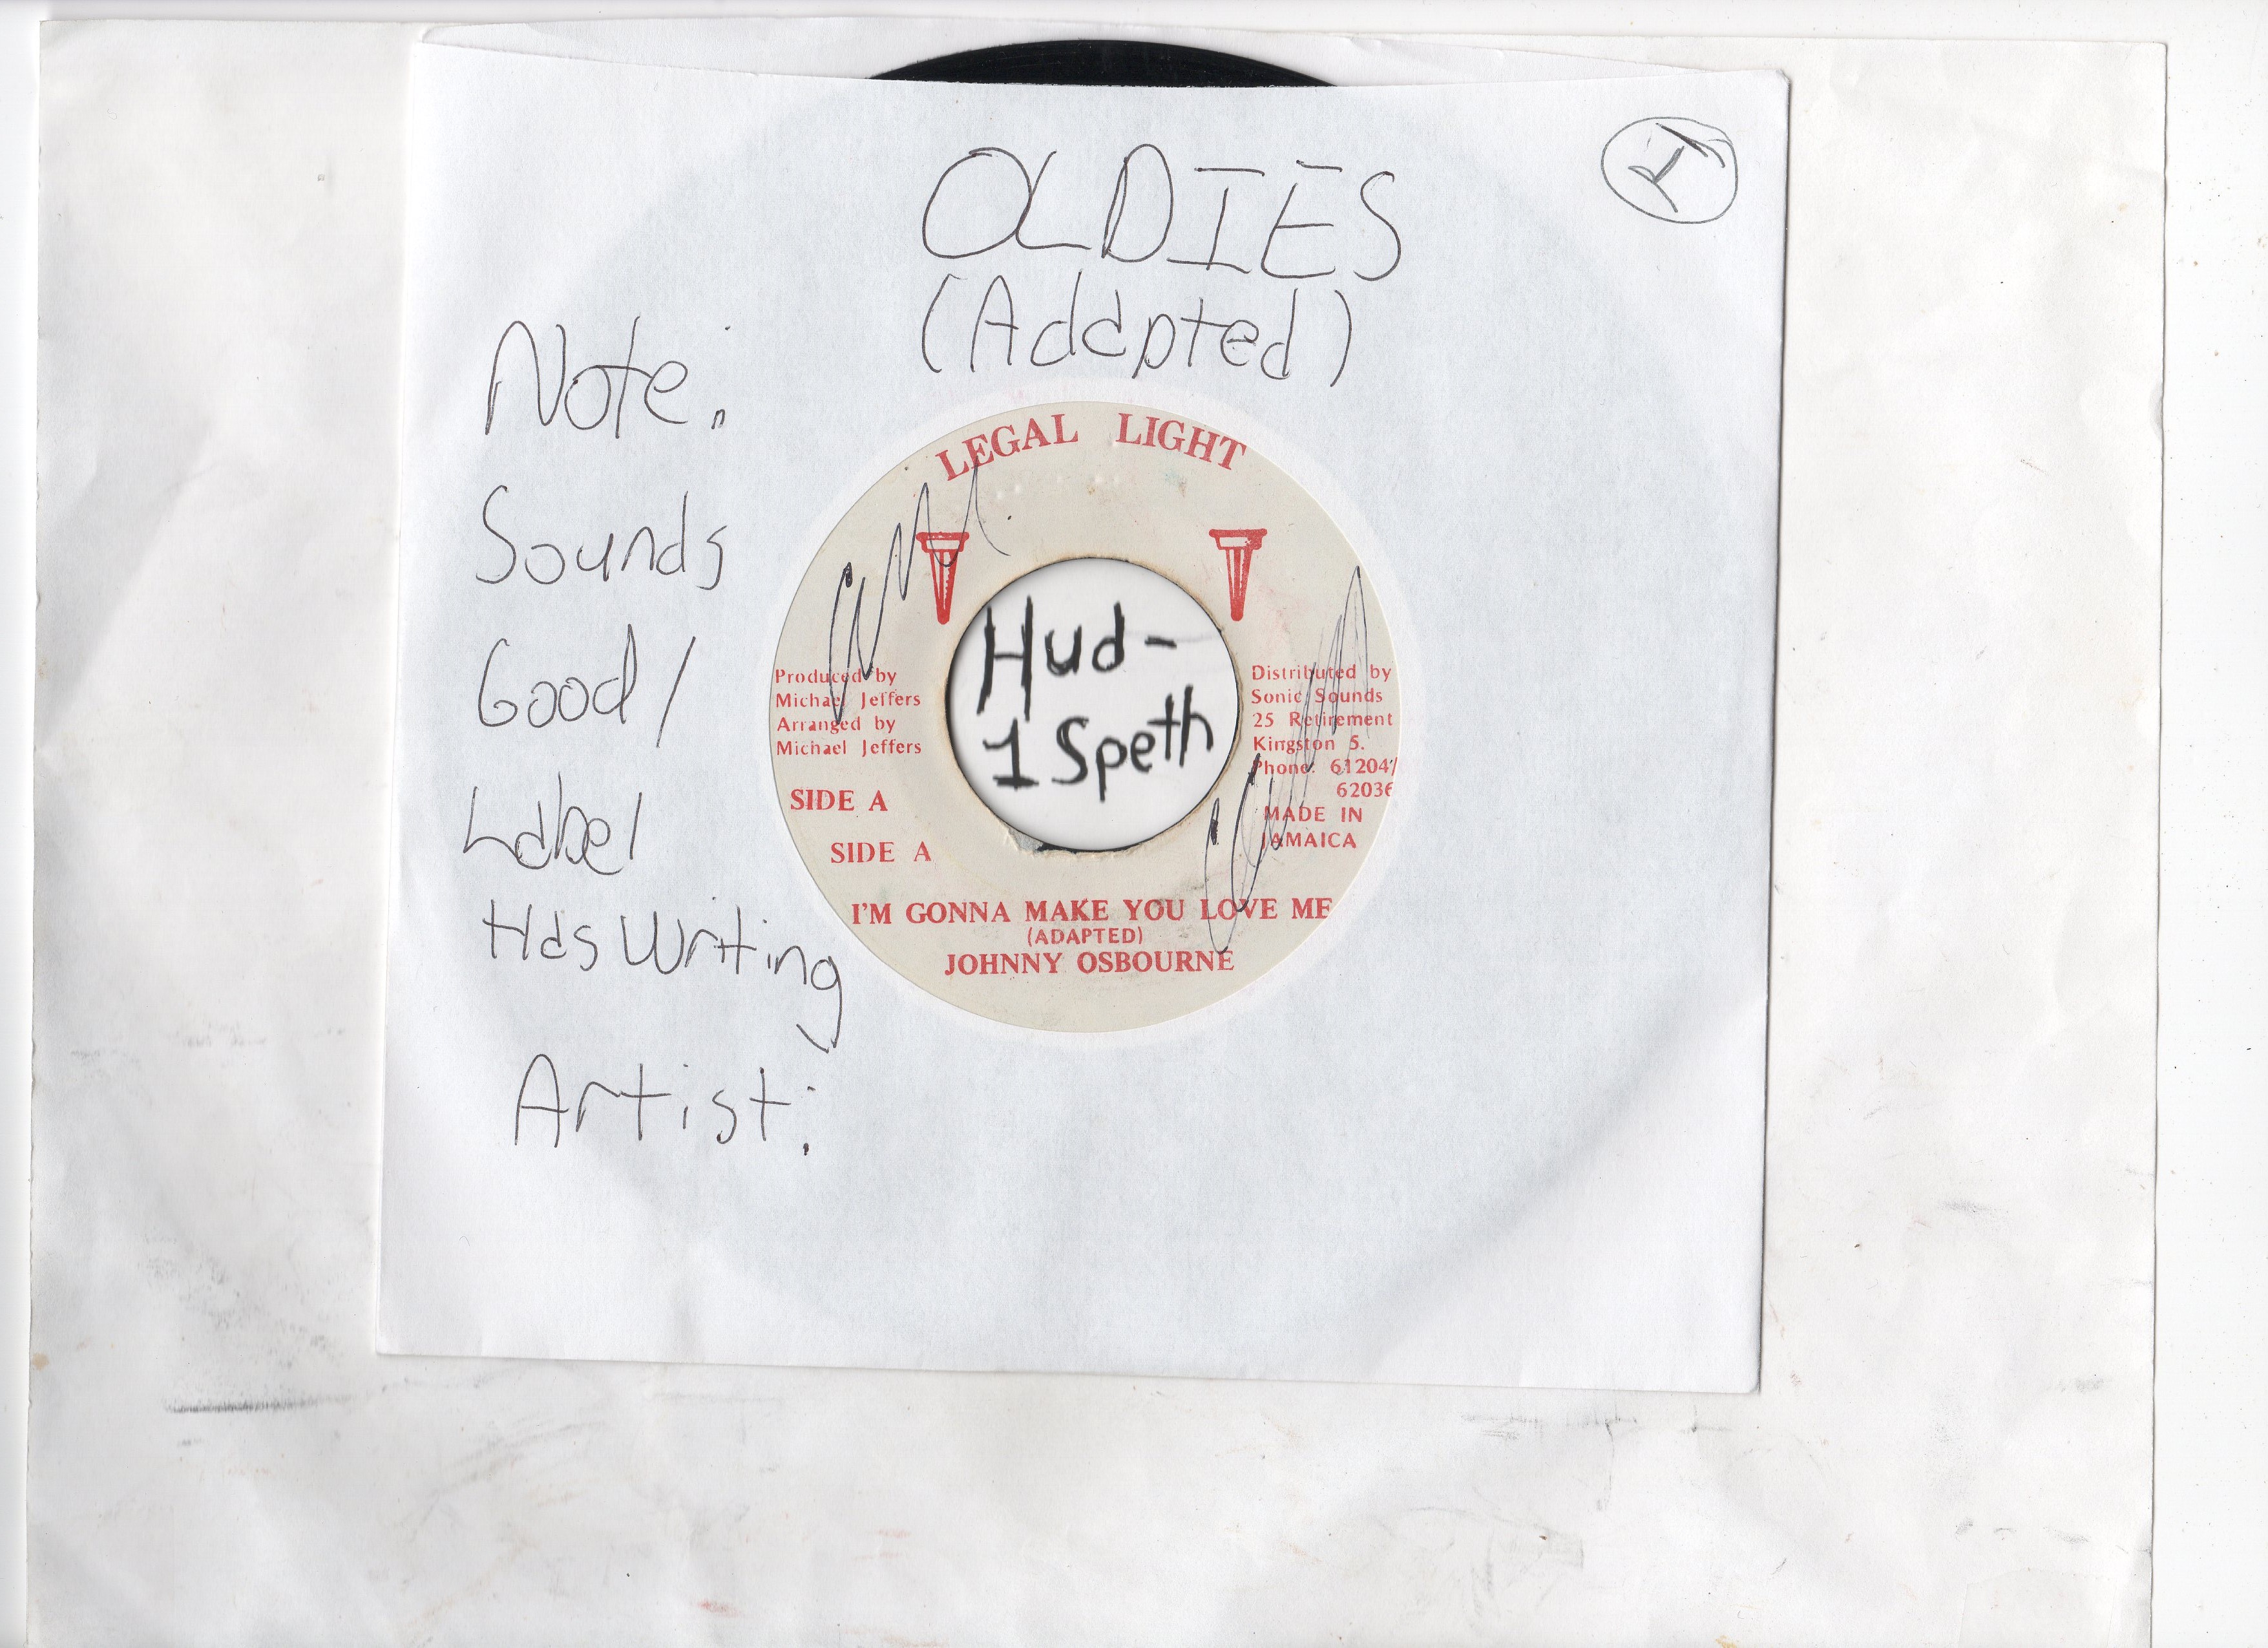 OLDIES
(Adapted)
Note:
Sounds
Good/
Label
Has Writing
Artist:
LEGAL LIGHT
Produced by
Michael Jeffers
Arranged by
Michael Jeffers
SIDE A
SIDE A
Hud-
1 Speth
Distributed by
Sonic Sounds
25 Retirement
Kingston 5.
Phone: 612047
62036
MADE IN
JAMAICA
I'M GONNA MAKE YOU LOVE ME
(ADAPTED)
JOHNNY OSBOURNE